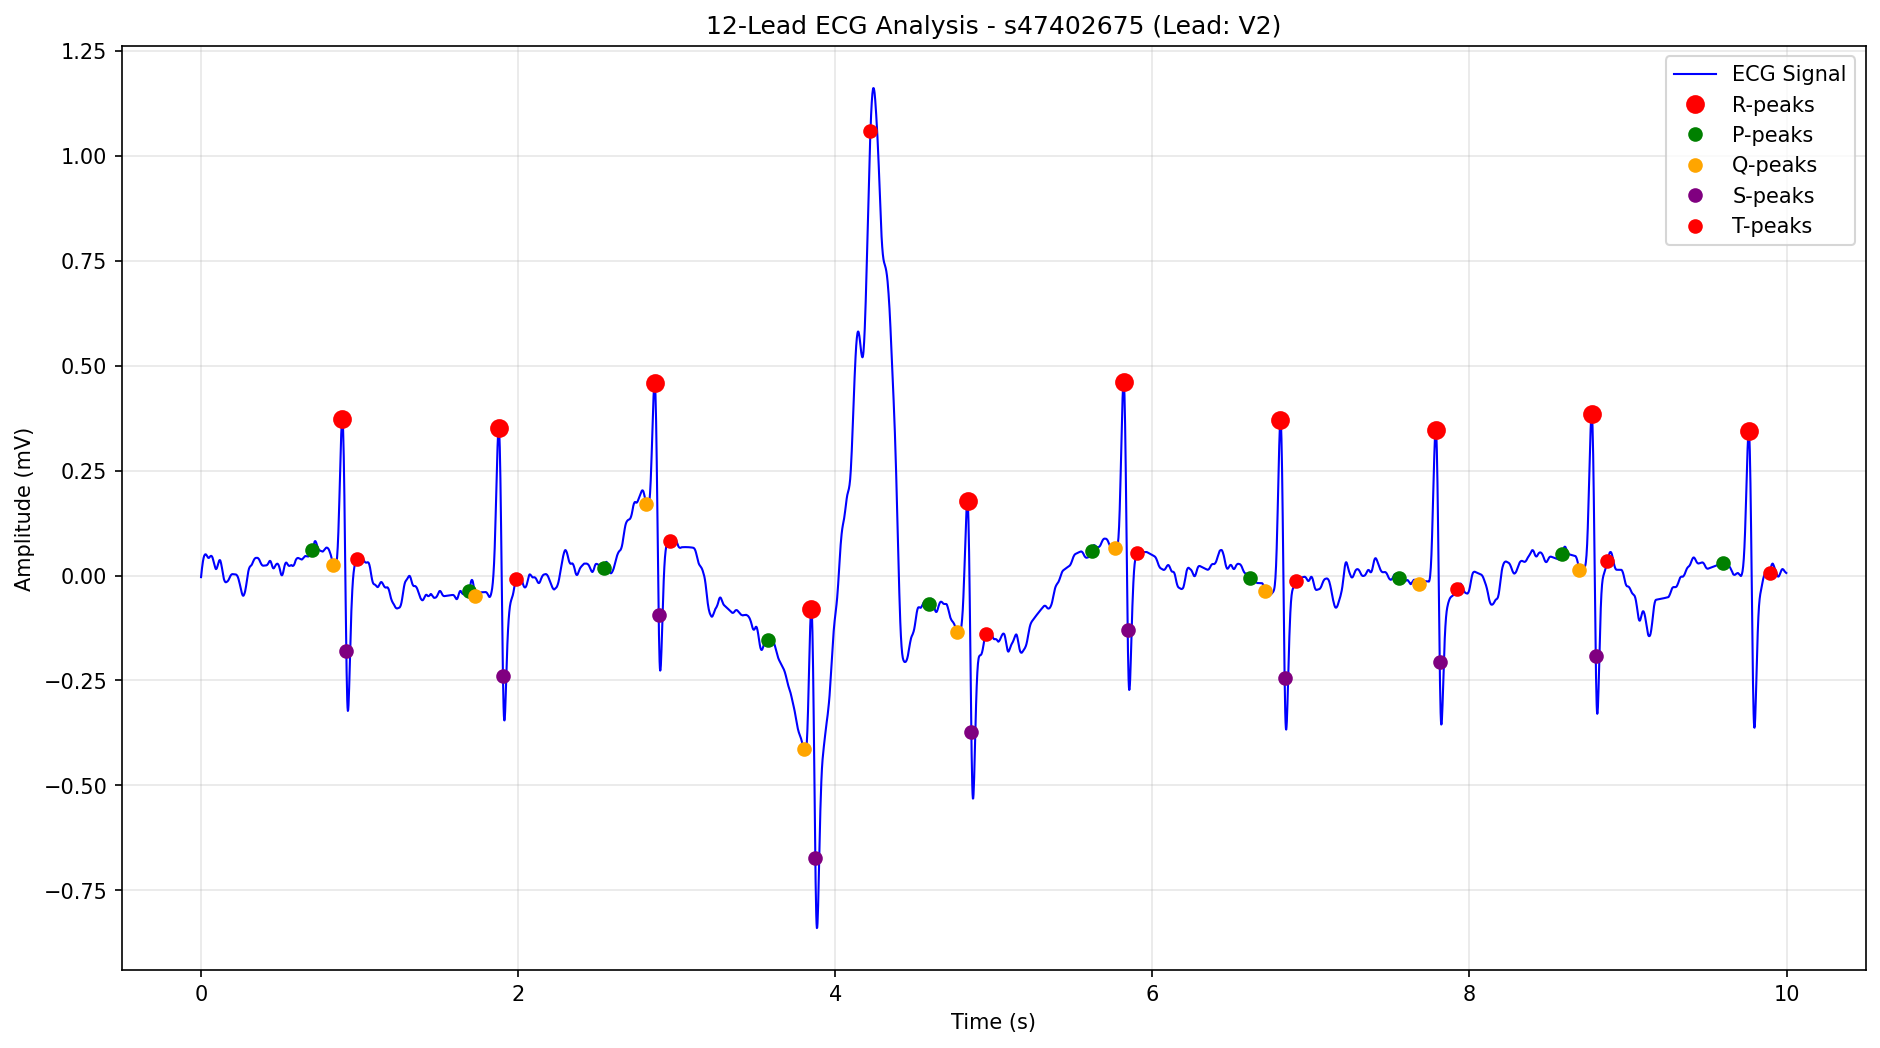 12-Lead ECG Analysis - s47402675 (Lead: V2)
ECG Signal
R-peaks
P-peaks
Q-peaks
S-peaks
T-peaks
Amplitude (mV)
1.25
1.00
0.75
0.50
0.25
0.00
−0.25
−0.50
−0.75
0 2 4 6 8 10
Time (s)